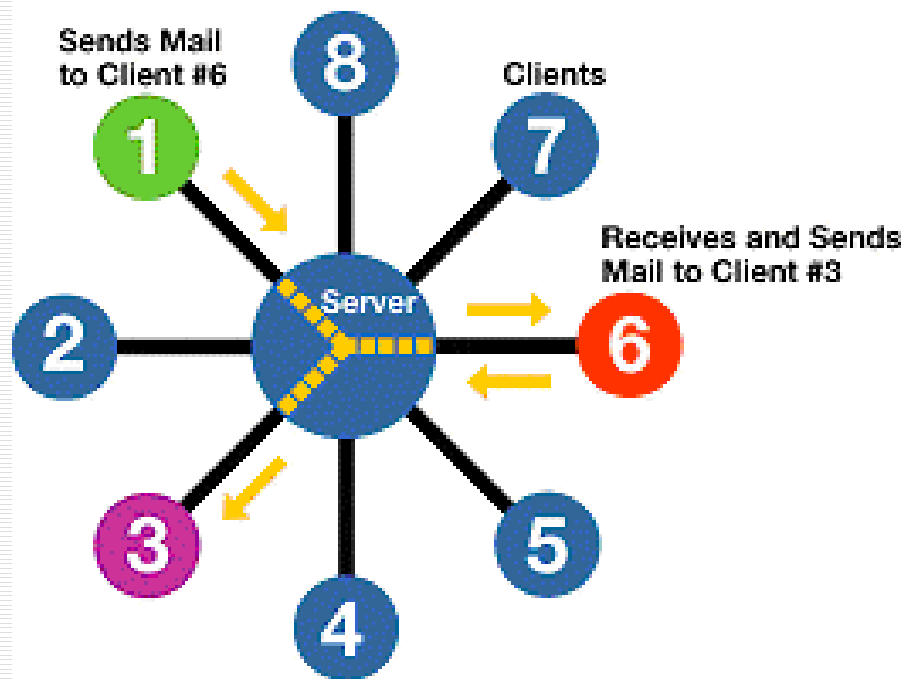 Sends Mail
to Client #6
8
Clients
1
7
Receives and Sends
Mail to Client #3
Server
2
6
3
5
4